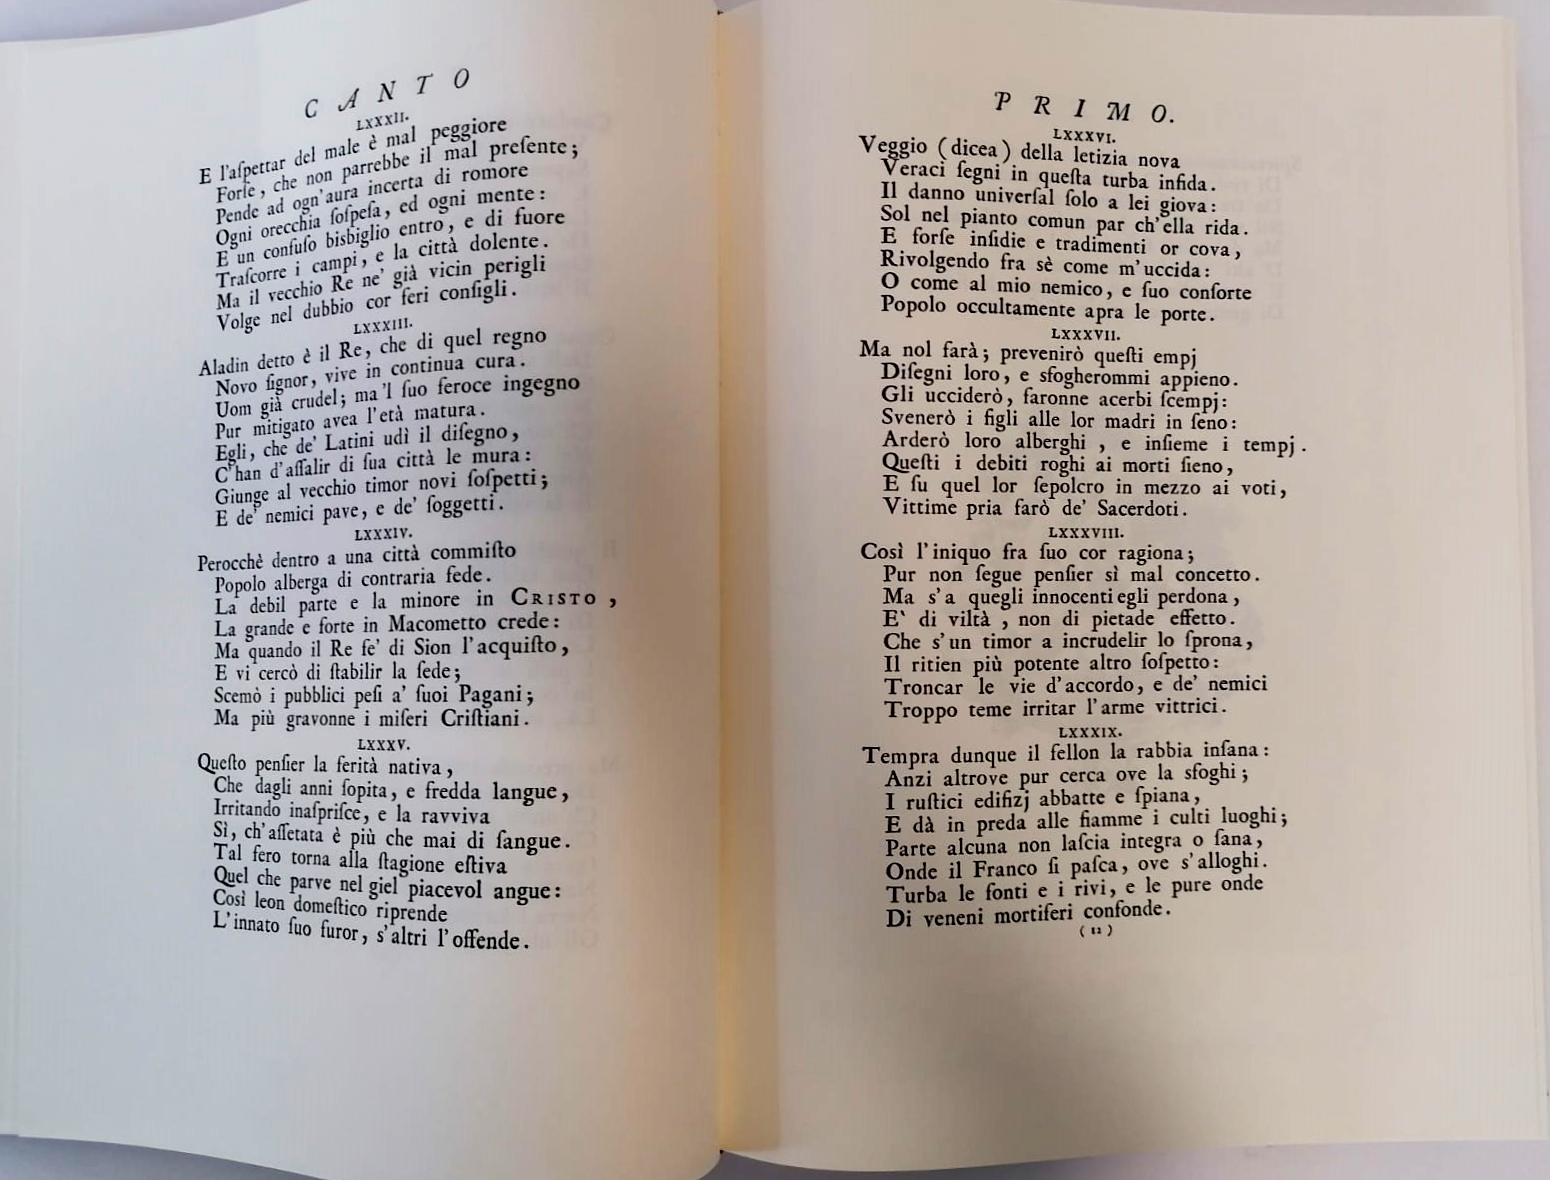 CANTO
LXXXII.
E l'aſpettar del male è mal peggiore
Forſe, che non parrebbe il mal preſente;
Pende ad ogn'aura incerta di romore
Ogni orecchia ſoſpeſa, ed ogni mente:
E un confuſo bisbiglio entro, e di fuore
Traſcorre i campi, e la città dolente.
Ma il vecchio Re ne' già vicin perigli
Volge nel dubbio cor feri conſigli.
LXXXIII.
Aladin detto è il Re, che di quel regno
Novo ſignor, vive in continua cura.
Uom già crudel; ma 'l ſuo feroce ingegno
Pur mitigato avea l'età matura.
Egli, che de' Latini udì il diſegno,
C'han d'aſſalir di ſua città le mura:
Giunge al vecchio timor novi ſoſpetti;
E de' nemici pave, e de' ſoggetti.
LXXXIV.
Perocchè dentro a una città commiſto
Popolo alberga di contraria fede.
La debil parte e la minore in CRISTO,
La grande e forte in Macometto crede:
Ma quando il Re fe' di Sion l'acquiſto,
E vi cercò di ſtabilir la ſede;
Scemò i pubblici peſi a' ſuoi Pagani;
Ma più gravonne i miſeri Criſtiani.
LXXXV.
Queſto penſier la ferità nativa,
Che dagli anni ſopita, e fredda langue,
Irritando inaſpriſce, e la ravviva
Sì, ch'aſſetata è più che mai di ſangue.
Tal fero torna alla ſtagione eſtiva
Quel che parve nel giel piacevol angue:
Così leon domeſtico riprende
L'innato ſuo furor, s'altri l'offende.
PRIMO.
LXXXVI.
Veggio (dicea) della letizia nova
Veraci ſegni in queſta turba infida.
Il danno univerſal ſolo a lei giova:
Sol nel pianto comun par ch'ella rida.
E forſe inſidie e tradimenti or cova,
Rivolgendo fra sè come m'uccida:
O come al mio nemico, e ſuo conſorte
Popolo occultamente apra le porte.
LXXXVII.
Ma nol farà; prevenirò queſti empj
Diſegni loro, e sfogherommi appieno.
Gli ucciderò, faronne acerbi ſcempj:
Svenerò i figli alle lor madri in ſeno:
Arderò loro alberghi, e inſieme i tempj.
Queſti i debiti roghi ai morti ſieno,
E ſu quel lor ſepolcro in mezzo ai voti,
Vittime pria farò de' Sacerdoti.
LXXXVIII.
Così l'iniquo fra ſuo cor ragiona;
Pur non ſegue penſier sì mal concetto.
Ma s'a quegli innocenti egli perdona,
E' di viltà, non di pietade effetto.
Che s'un timor a incrudelir lo ſprona,
Il ritien più potente altro ſoſpetto:
Troncar le vie d'accordo, e de' nemici
Troppo teme irritar l'arme vittrici.
LXXXIX.
Tempra dunque il fellon la rabbia inſana:
Anzi altrove pur cerca ove la sfoghi;
I ruſtici edifizj abbatte e ſpiana,
E dà in preda alle fiamme i culti luoghi;
Parte alcuna non laſcia integra o ſana,
Onde il Franco ſi paſca, ove s'alloghi.
Turba le fonti e i rivi, e le pure onde
Di veneni mortiferi confonde.
(12)